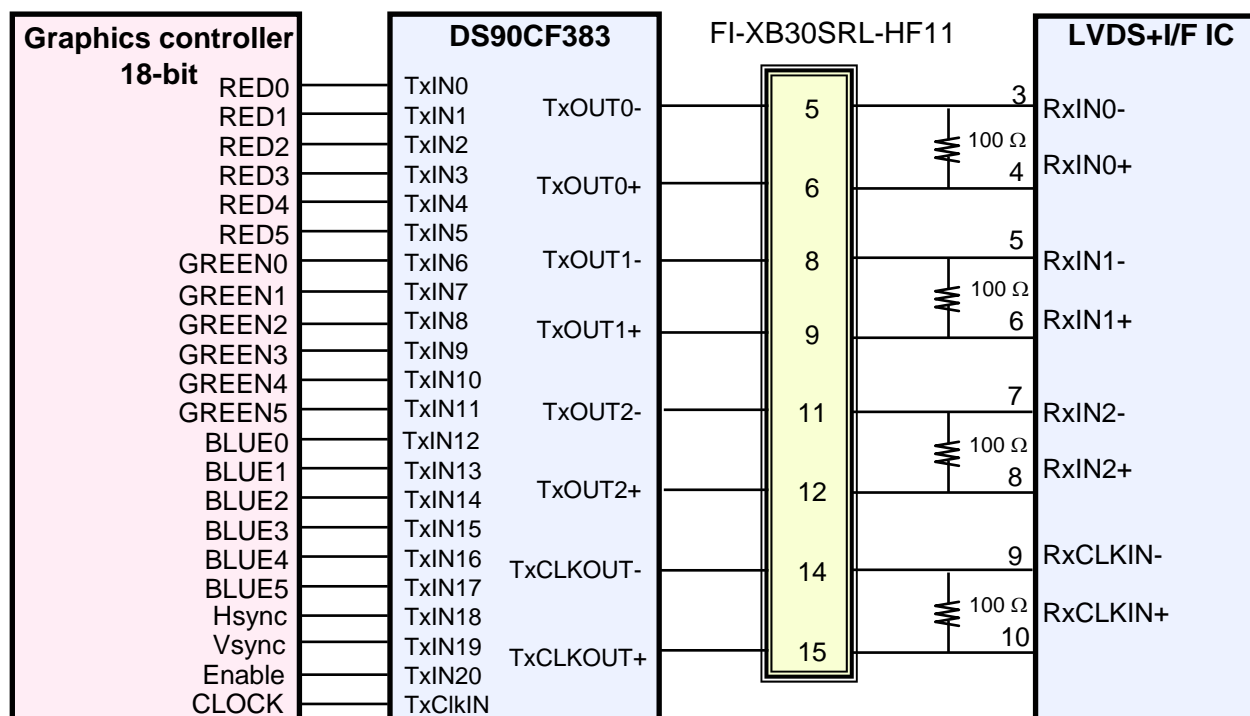 Graphics controller
18-bit
RED0
RED1
RED2
RED3
RED4
RED5
GREEN0
GREEN1
GREEN2
GREEN3
GREEN4
GREEN5
BLUE0
BLUE1
BLUE2
BLUE3
BLUE4
BLUE5
Hsync
Vsync
Enable
CLOCK
DS90CF383
TxIN0
TxIN1
TxIN2
TxIN3
TxIN4
TxIN5
TxIN6
TxIN7
TxIN8
TxIN9
TxIN10
TxIN11
TxIN12
TxIN13
TxIN14
TxIN15
TxIN16
TxIN17
TxIN18
TxIN19
TxIN20
TxClkIN
TxOUT0-
TxOUT0+
TxOUT1-
TxOUT1+
TxOUT2-
TxOUT2+
TxCLKOUT-
TxCLKOUT+
FI-XB30SRL-HF11
5
6
8
9
11
12
14
15
3
100 Ω
4
5
100 Ω
6
7
100 Ω
8
9
100 Ω
10
LVDS+I/F IC
RxIN0-
RxIN0+
RxIN1-
RxIN1+
RxIN2-
RxIN2+
RxCLKIN-
RxCLKIN+